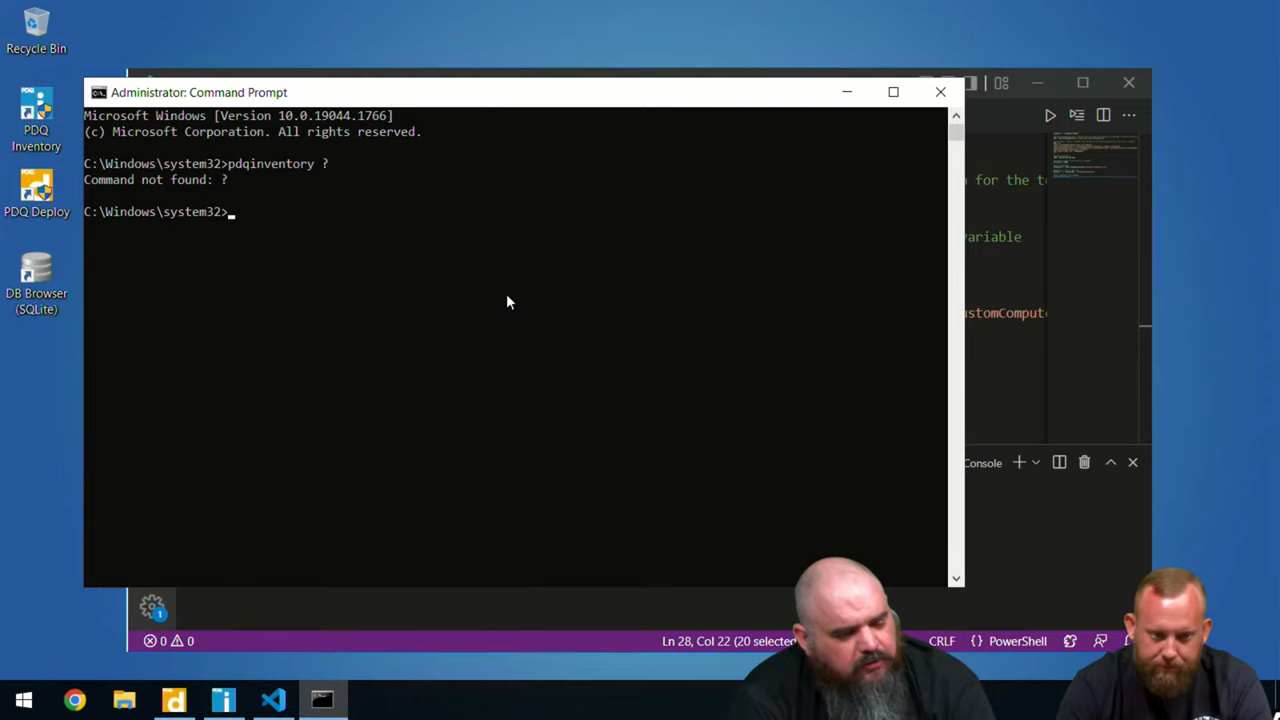 Recycle Bin
PDQ
Inventory
PDQ Deploy
DB Browser
(SQLite)
Administrator: Command Prompt
Microsoft Windows [Version 10.0.19044.1766]
(c) Microsoft Corporation. All rights reserved.
C:\Windows\system32>pdqinventory ?
Command not found: ?
C:\Windows\system32>
for the
variable
Console
1
0 0
Ln 28, Col 22 (20
CRLF
{} PowerShell